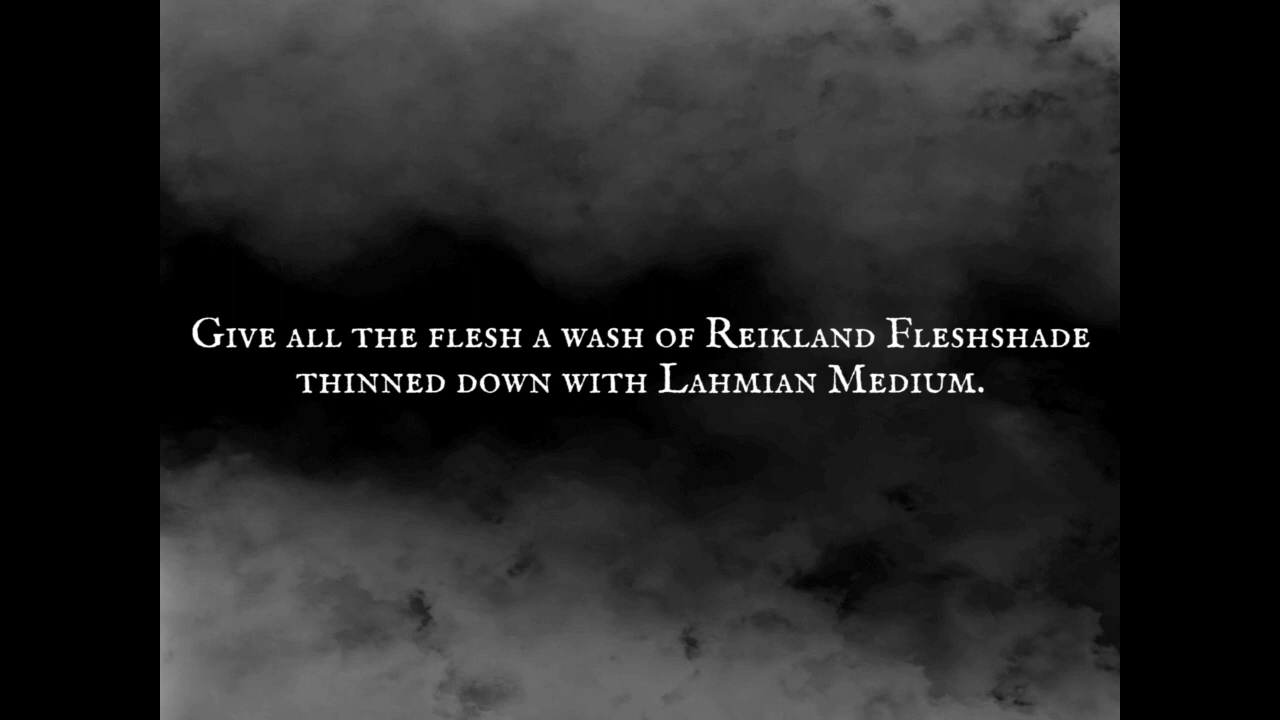 Give all the flesh a wash of Reikland Fleshshade
thinned down with Lahmian Medium.